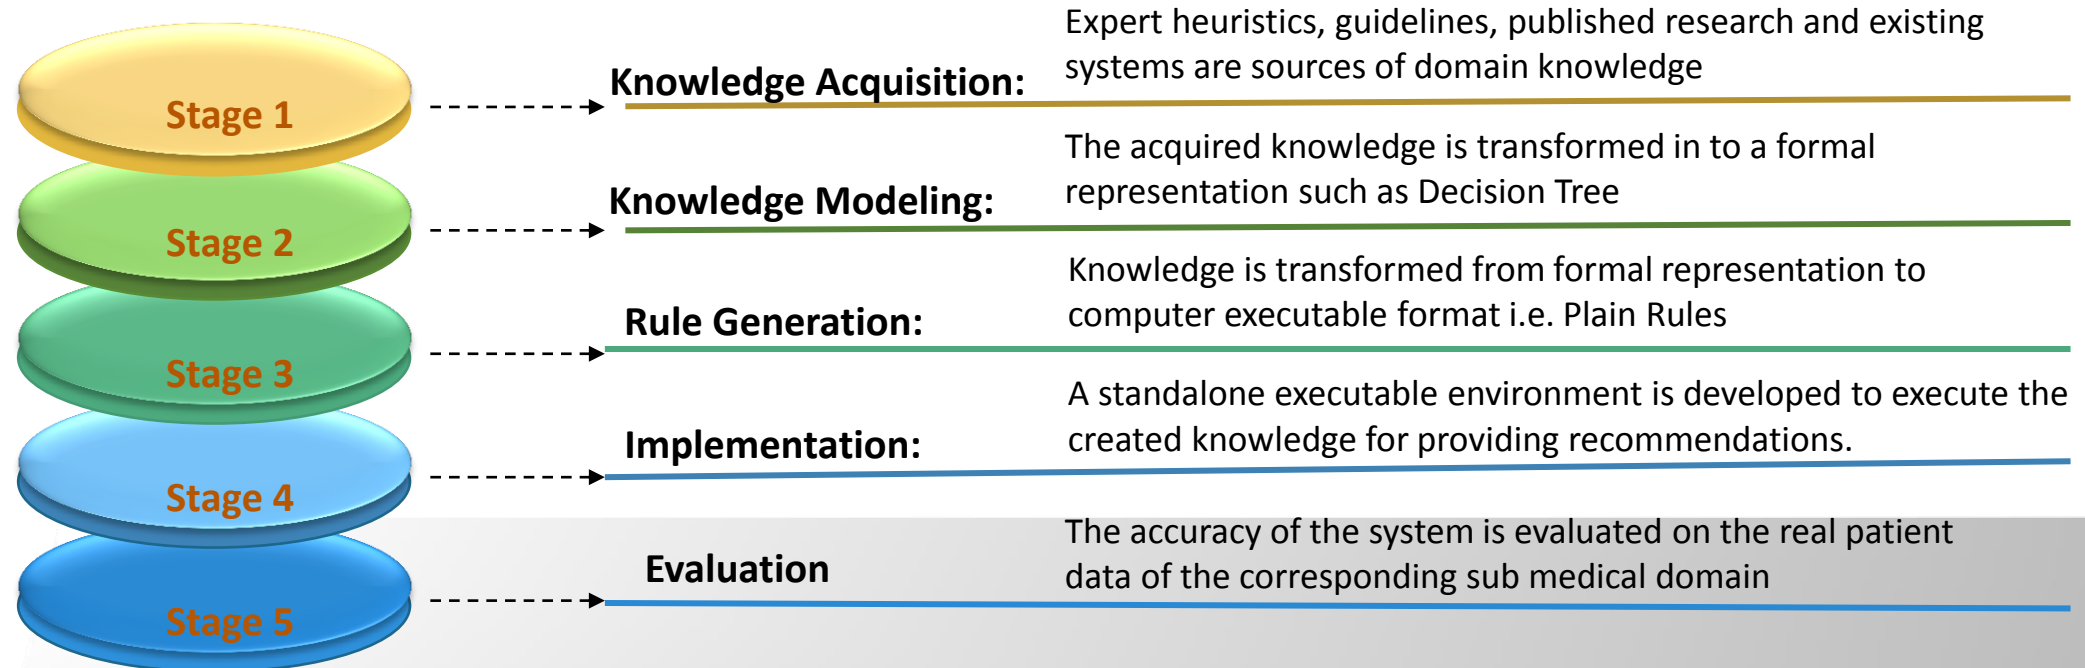 Stage 1
Knowledge Acquisition:
Expert heuristics, guidelines, published research and existing
systems are sources of domain knowledge
Stage 2
Knowledge Modeling:
The acquired knowledge is transformed in to a formal
representation such as Decision Tree
Stage 3
Rule Generation:
Knowledge is transformed from formal representation to
computer executable format i.e. Plain Rules
Stage 4
Implementation:
A standalone executable environment is developed to execute the
created knowledge for providing recommendations.
Stage 5
Evaluation
The accuracy of the system is evaluated on the real patient
data of the corresponding sub medical domain